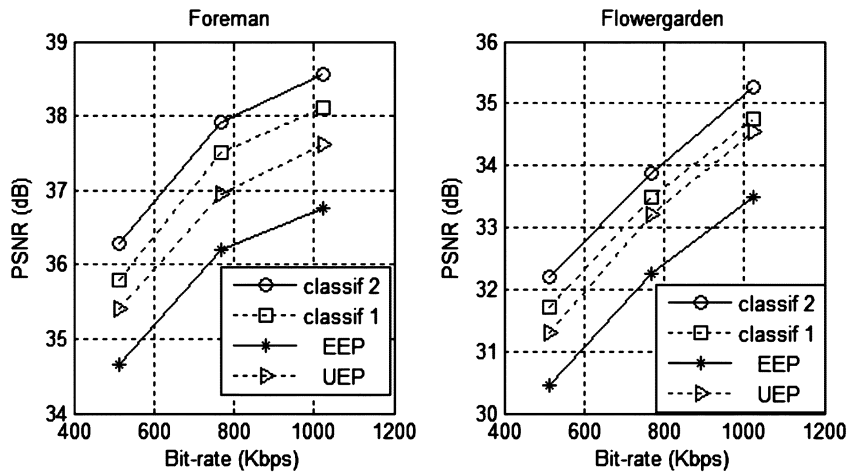 Foreman
39
38
37
36
35
34
PSNR (dB)
400 600 800 1000 1200
Bit-rate (Kbps)
classif 2
classif 1
EEP
UEP
Flowergarden
36
35
34
33
32
31
30
PSNR (dB)
400 600 800 1000 1200
Bit-rate (Kbps)
classif 2
classif 1
EEP
UEP